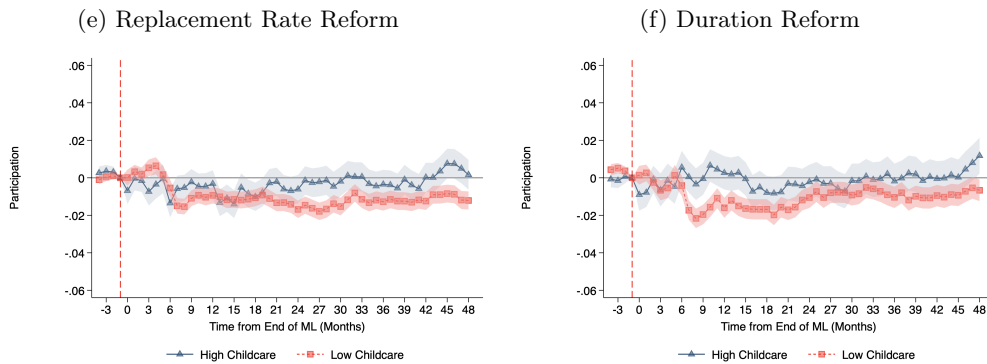 (e) Replacement Rate Reform
(f) Duration Reform
.06
.04
.02
0
-.02
-.04
-.06
Participation
-3 0 3 6 9 12 15 18 21 24 27 30 33 36 39 42 45 48
Time from End of ML (Months)
High Childcare Low Childcare
.06
.04
.02
0
-.02
-.04
-.06
Participation
-3 0 3 6 9 12 15 18 21 24 27 30 33 36 39 42 45 48
Time from End of ML (Months)
High Childcare Low Childcare